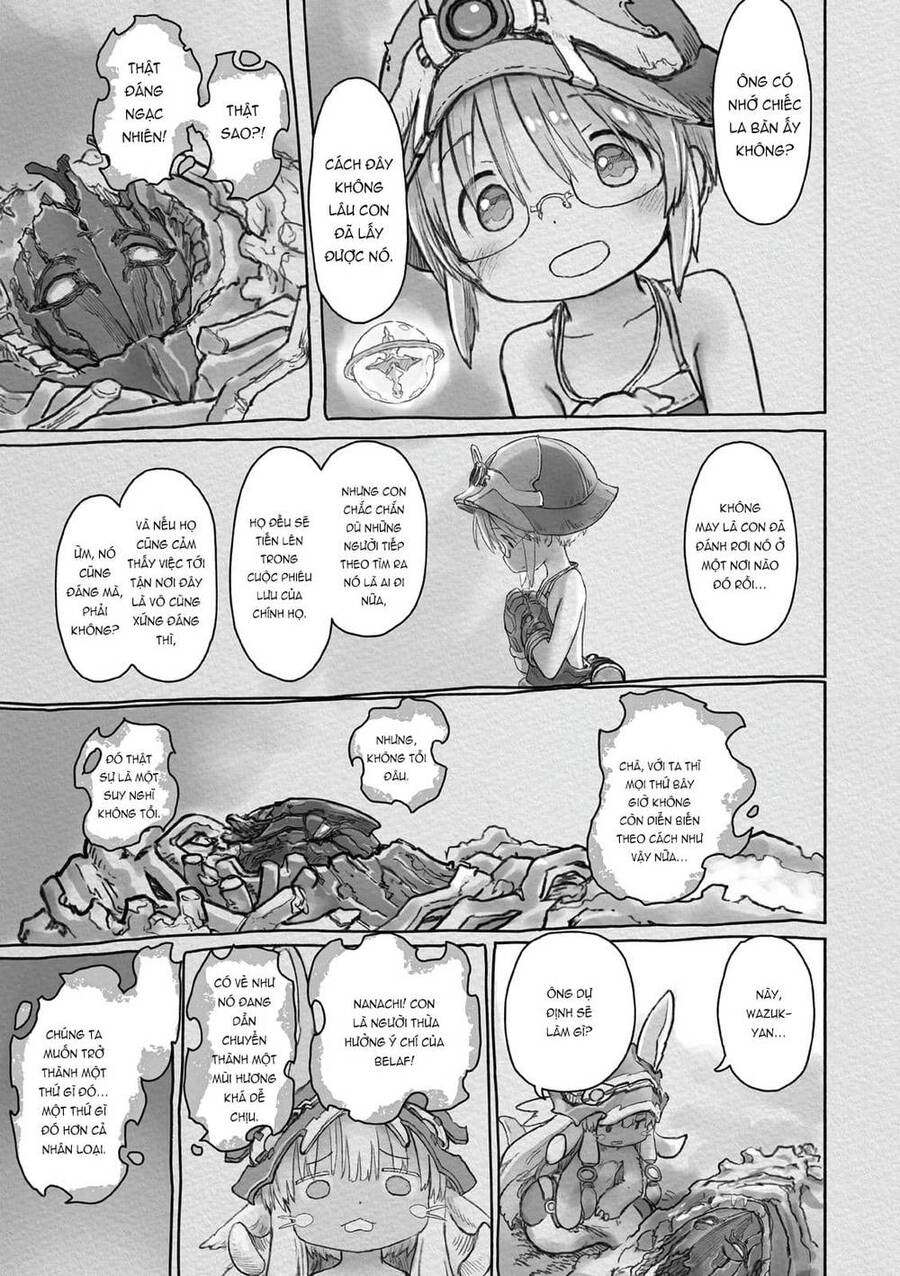 ÔNG CÓ
NHỚ CHIẾC
LA BÀN ẤY
KHÔNG?
CÁCH ĐÂY
KHÔNG
LÂU CON
ĐÃ LẤY
ĐƯỢC NÓ.
THẬT
SAO?!
THẬT
ĐÁNG
NGẠC
NHIÊN!
KHÔNG
MAY LÀ CON ĐÃ
ĐÁNH RƠI NÓ Ở
MỘT NƠI NÀO
ĐÓ RỒI...
NHƯNG CON
CHẮC CHẮN
DÙ NHỮNG
NGƯỜI TIẾP
THEO TÌM RA
NÓ LÀ AI ĐI
NỮA,
HỌ ĐỀU SẼ
TIẾN LÊN
TRONG
CUỘC PHIÊU
LƯU CỦA
CHÍNH HỌ.
VÀ NẾU HỌ
CŨNG CẢM
THẤY VIỆC TỚI
TẬN NƠI ĐÂY
LÀ VÔ CÙNG
XỨNG ĐÁNG
THÌ,
ỪM, NÓ
CŨNG
ĐÁNG MÀ,
PHẢI
KHÔNG?
CHÀ, VỚI TA THÌ
MỌI THỨ BÂY
GIỜ KHÔNG
CÒN DIỄN BIẾN
THEO CÁCH NHƯ
VẬY NỮA...
NHƯNG,
KHÔNG TỒI
ĐÂU.
ĐÓ THẬT
SỰ LÀ MỘT
SUY NGHĨ
KHÔNG TỒI.
NÀY,
WAZUK-
YAN...
ÔNG DỰ
ĐỊNH SẼ
LÀM GÌ?
NANACHI! CON
LÀ NGƯỜI THỪA
HƯỞNG Ý CHÍ CỦA
BELAF!
CÓ VẺ NHƯ
NÓ ĐANG
DẦN
CHUYỂN
THÀNH MỘT
MÙI HƯƠNG
KHÁ DỄ
CHỊU.
CHÚNG TA
MUỐN TRỞ
THÀNH MỘT
THỨ GÌ ĐÓ...
MỘT THỨ GÌ
ĐÓ HƠN CẢ
NHÂN LOẠI.